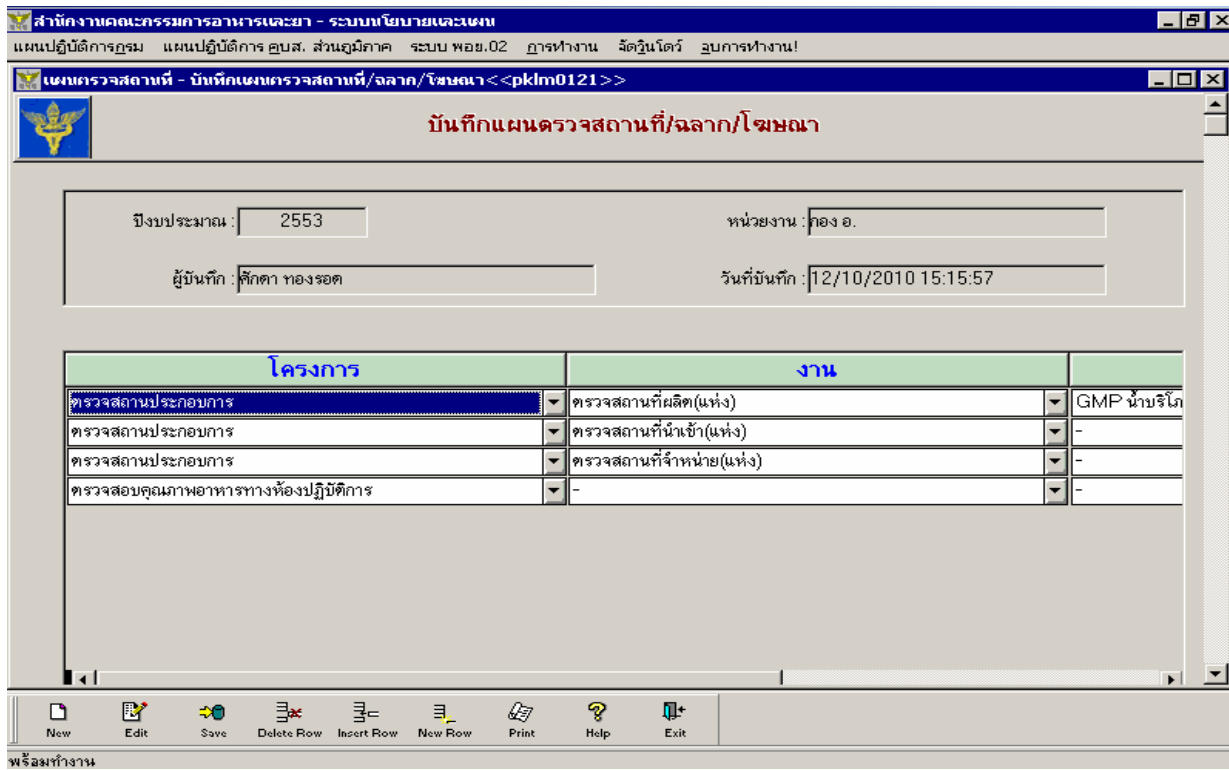 สำนักงานคณะกรรมการอาหารและยา - ระบบนโยบายและแผน
แผนปฏิบัติการกรม แผนปฏิบัติการ คบส. ส่วนภูมิภาค ระบบ พอย.02 การทำงาน จัดวินโดว์ จบการทำงาน!
แผนตรวจสถานที่ - บันทึกแผนตรวจสถานที่/ฉลาก/โฆษณา<<pklm0121>>
บันทึกแผนตรวจสถานที่/ฉลาก/โฆษณา
ปีงบประมาณ : 2553 หน่วยงาน : กอง อ.
ผู้บันทึก : ศักดา ทองรอด วันที่บันทึก : 12/10/2010 15:15:57
โครงการ งาน
ตรวจสถานประกอบการ ตรวจสถานที่ผลิต(แห่ง) GMP น้ำบริโภ
ตรวจสถานประกอบการ ตรวจสถานที่นำเข้า(แห่ง) -
ตรวจสถานประกอบการ ตรวจสถานที่จำหน่าย(แห่ง) -
ตรวจสอบคุณภาพอาหารทางห้องปฏิบัติการ - -
New Edit Save Delete Row Insert Row New Row Print Help Exit
พร้อมทำงาน